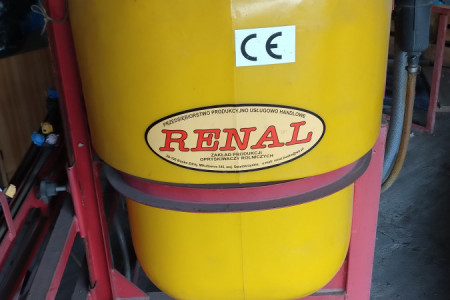 CE
PRZEDSIĘBIORSTWO PRODUKCYJNO USŁUGOWO HANDLOWE
RENAL
ZAKŁAD PRODUKCJI
OPRYSKIWACZY ROLNICZYCH